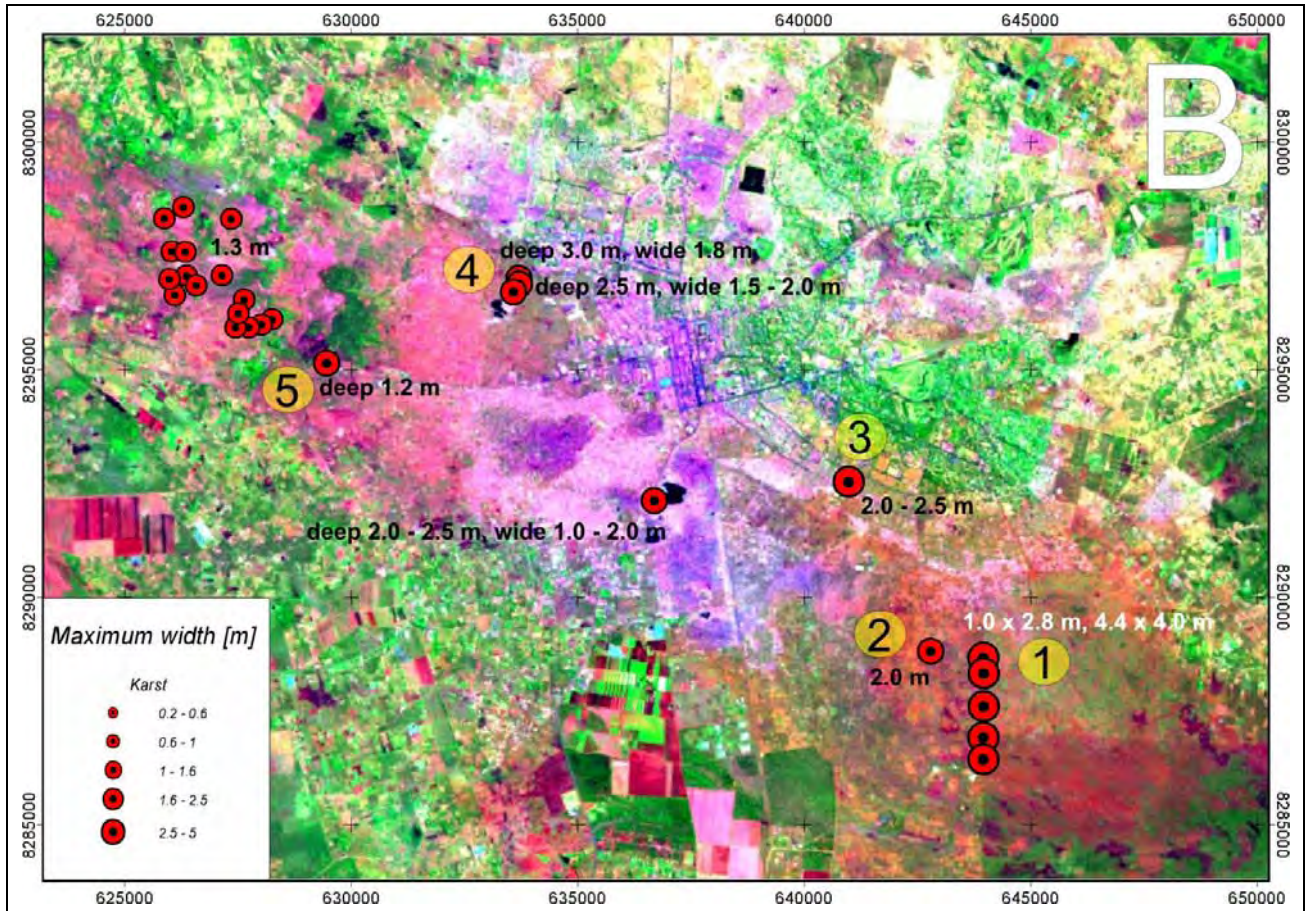 625000 630000 635000 640000 645000 650000
B
8300000 8300000
1.3 m
4 deep 3.0 m, wide 1.8 m
deep 2.5 m, wide 1.5 - 2.0 m
8295000 8295000
5 deep 1.2 m
3
2.0 - 2.5 m
deep 2.0 - 2.5 m, wide 1.0 - 2.0 m
8290000 8290000
1.0 x 2.8 m, 4.4 x 4.0 m
2 1
2.0 m
Maximum width [m]
Karst
0.2 - 0.6
0.6 - 1
1 - 1.6
1.6 - 2.5
2.5 - 5
8285000 8285000
625000 630000 635000 640000 645000 650000